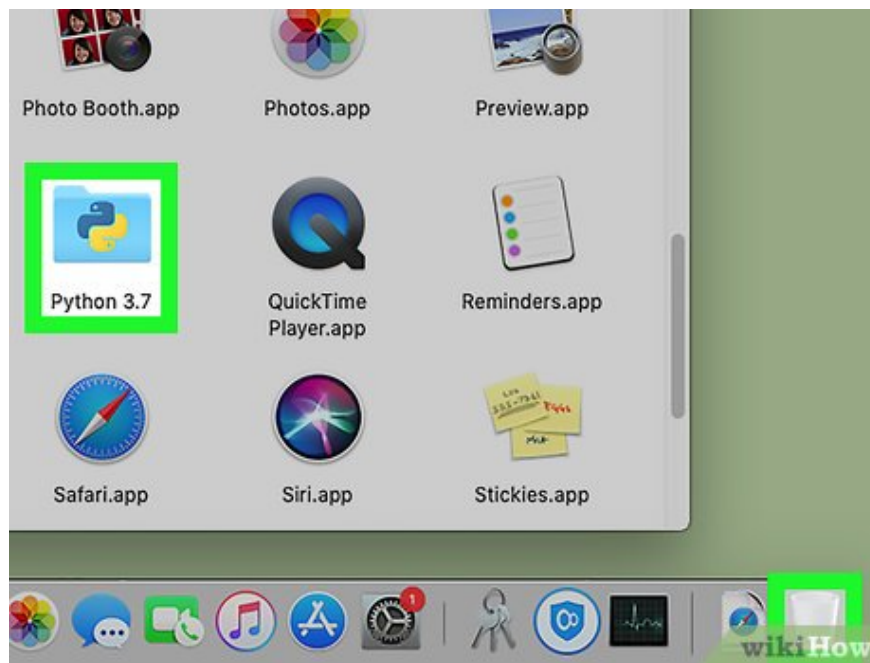 Photo Booth.app
Photos.app
Preview.app
Python 3.7
QuickTime
Player.app
Reminders.app
Safari.app
Siri.app
Stickies.app
1
wikiHow